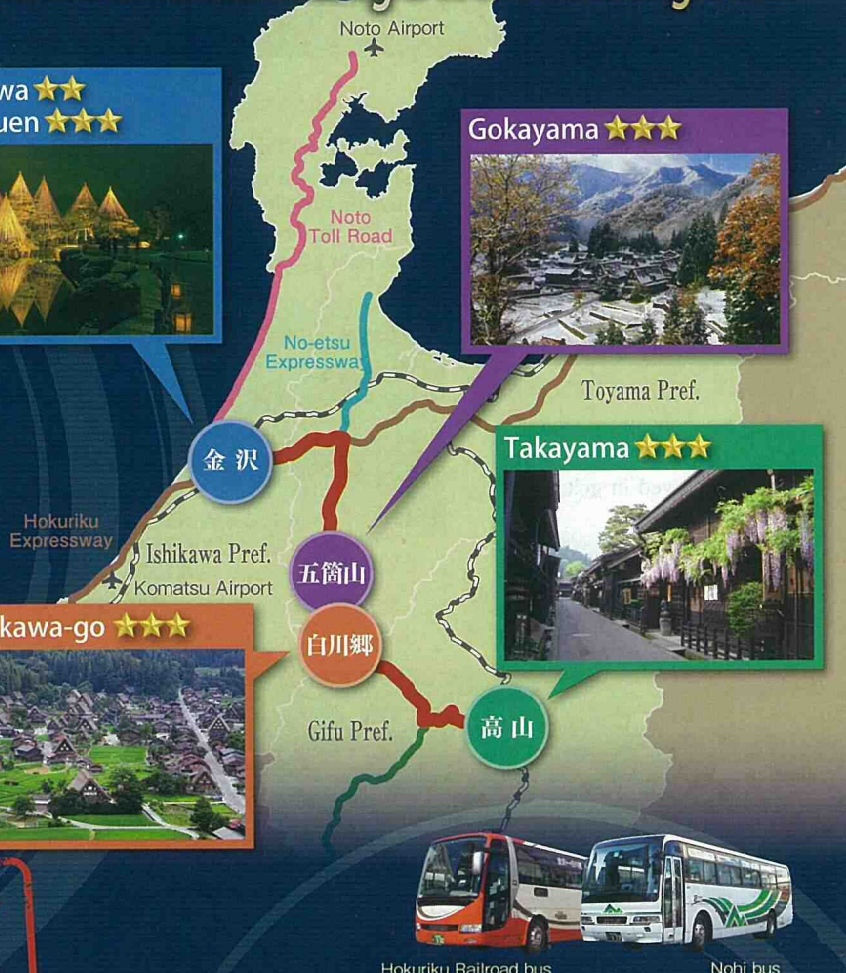 Noto Airport
wa
uen
Gokayama
Noto
Toll Road
No-etsu
Expressway
Toyama Pref.
Takayama
金沢
Hokuriku
Expressway
Ishikawa Pref.
Komatsu Airport
五箇山
kawa-go
白川郷
Gifu Pref.
高山
Hokuriku Railroad bus
Nohi bus